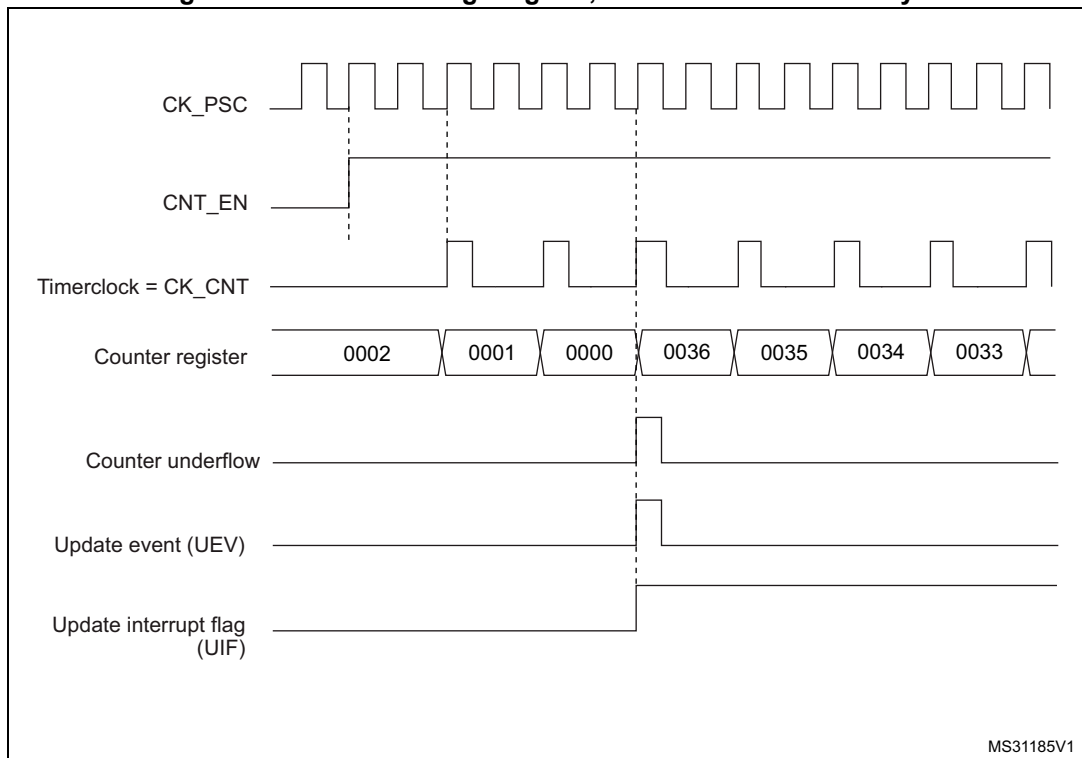 CK_PSC
CNT_EN
Timerclock = CK_CNT
Counter register
0002 0001 0000 0036 0035 0034 0033
Counter underflow
Update event (UEV)
Update interrupt flag
(UIF)
MS31185V1